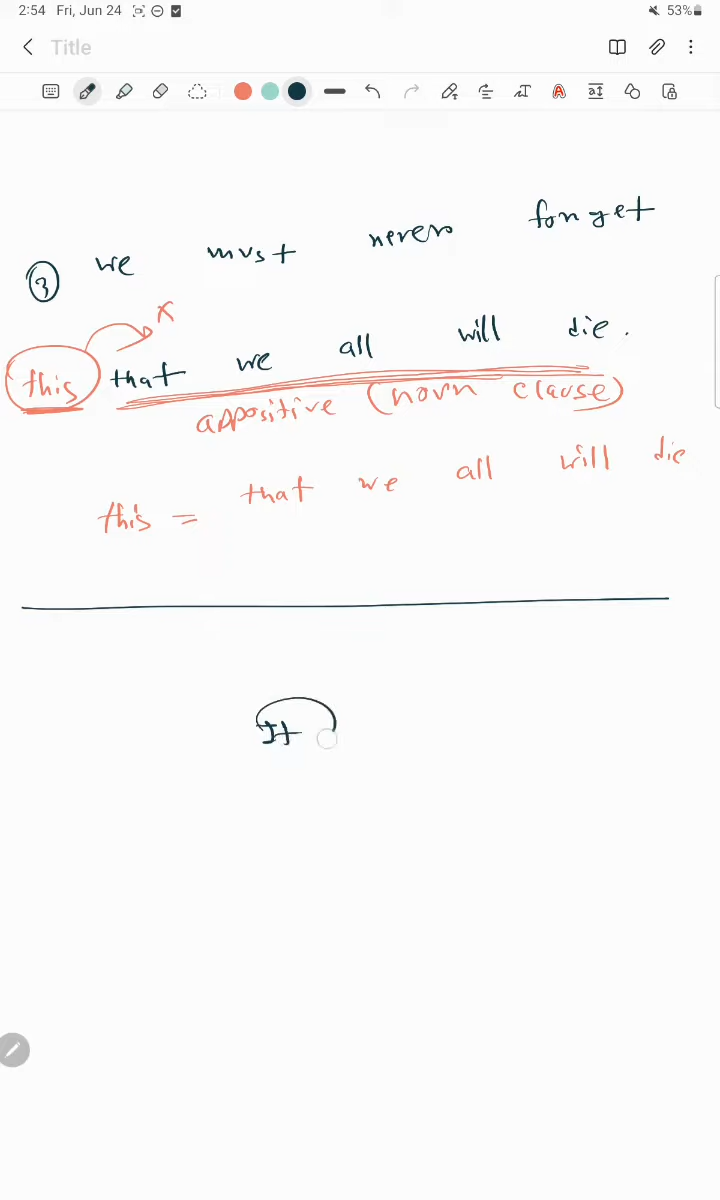 2:54 Fri, Jun 24
53%
Title
③ we must never forget
this that we all will die.
x
appositive (noun clause)
this = that we all will die
It